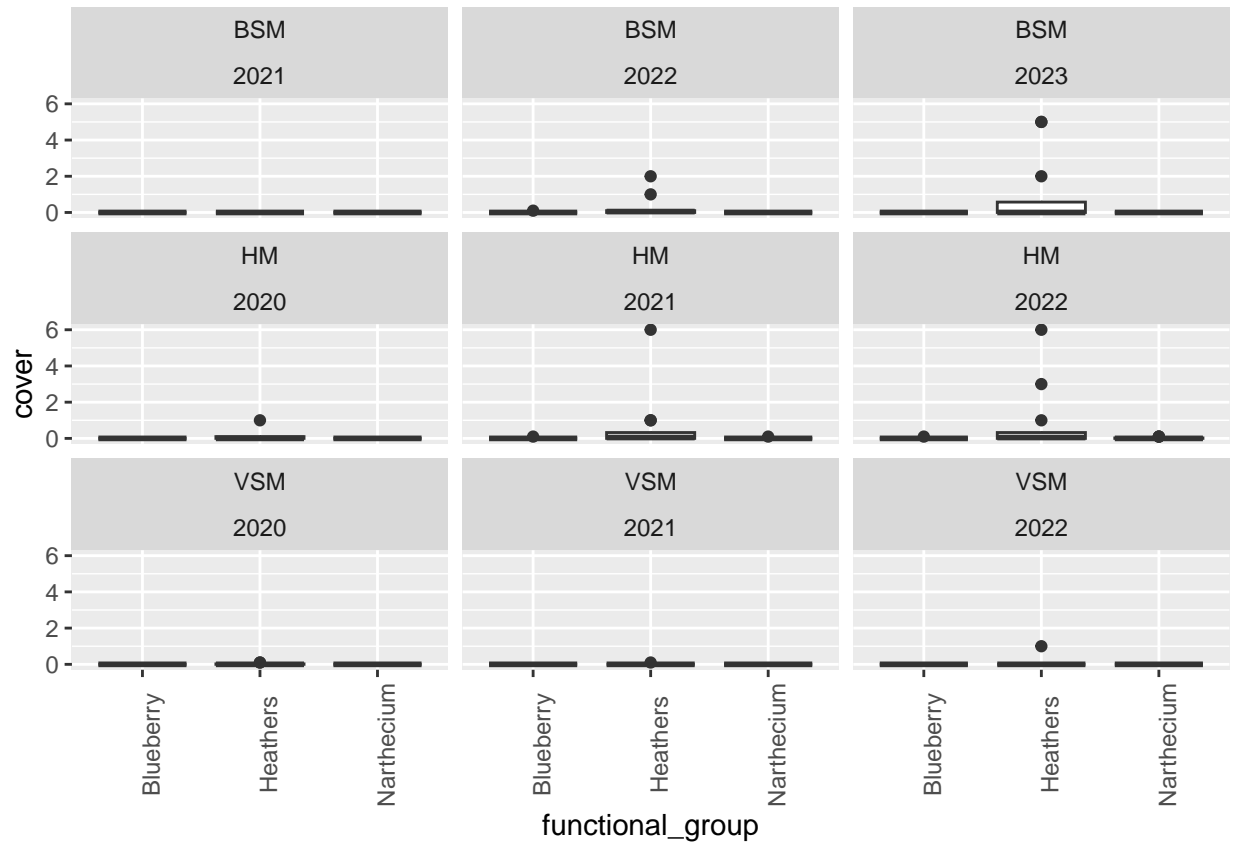 BSM BSM BSM
2021 2022 2023
6
4
2
0
HM HM HM
2020 2021 2022
6
4
2
0
cover
VSM VSM VSM
2020 2021 2022
6
4
2
0
Blueberry Heathers Narthecium Blueberry Heathers Narthecium Blueberry Heathers Narthecium
functional_group